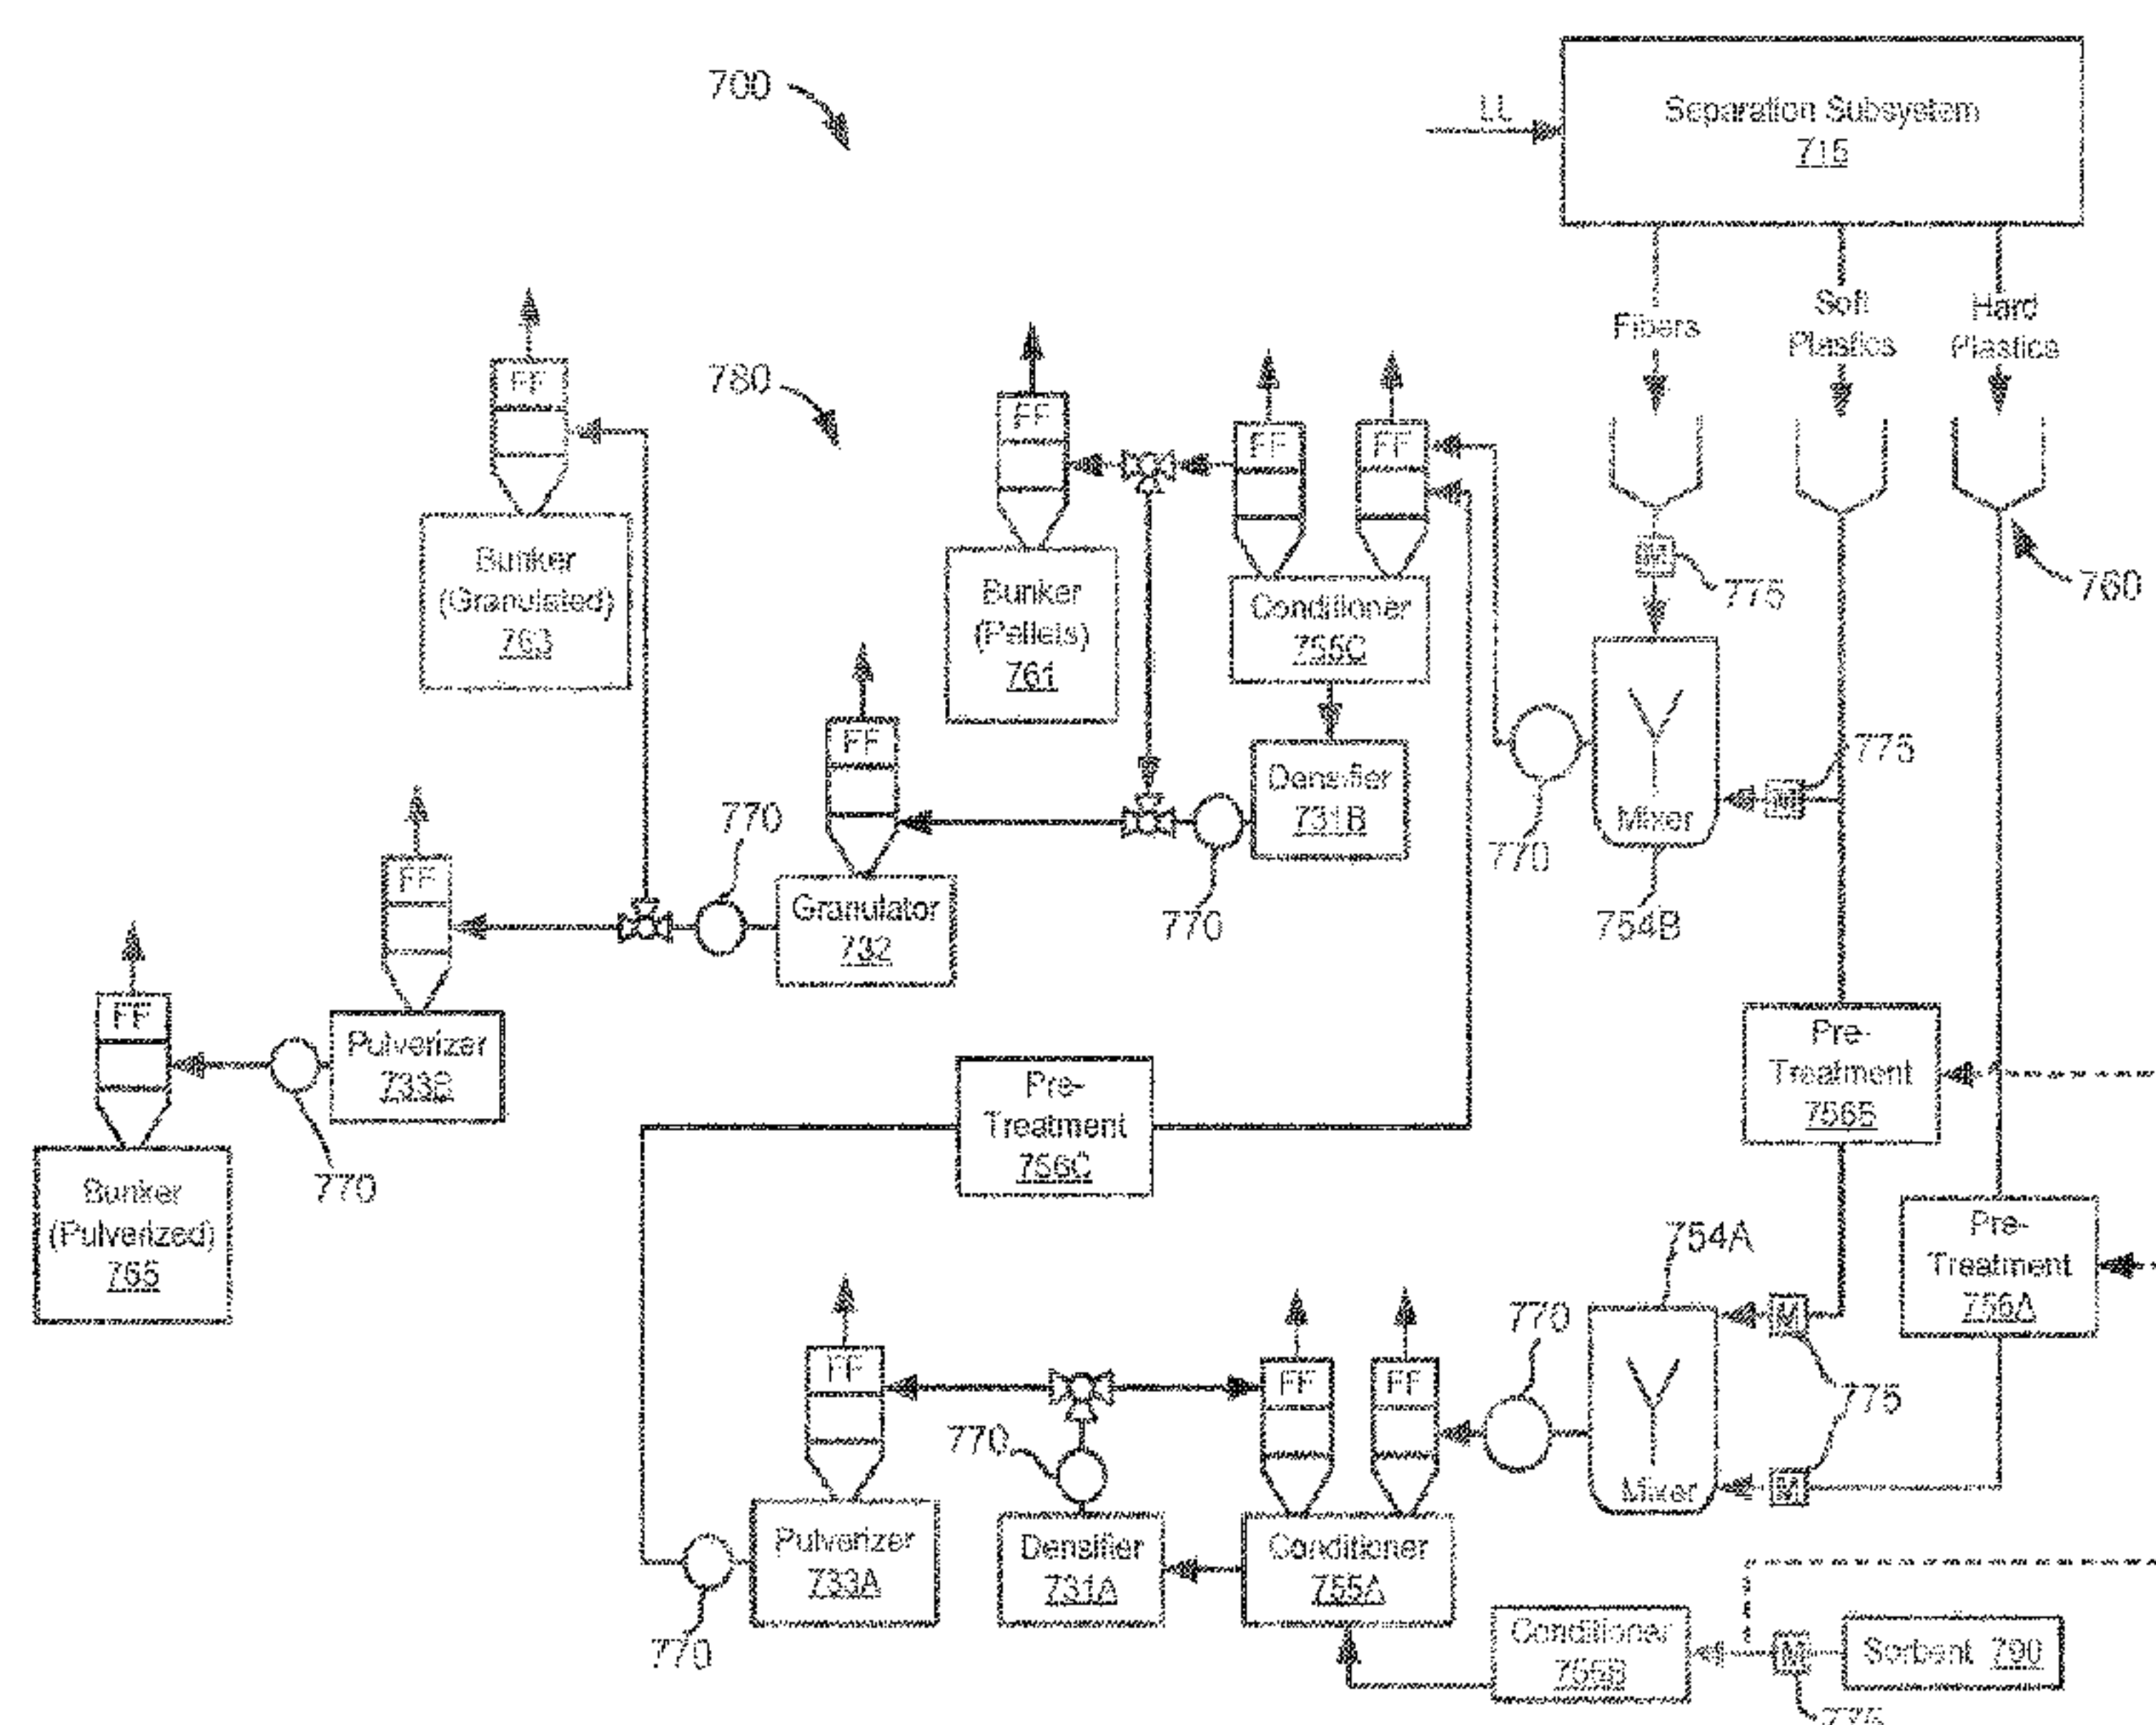 700
LL
Separation Subsystem
715
Fibers
Soft
Plastics
Hard
Plastics
780
FF
FF
FF
FF
Bunker
(Granulated)
763
Bunker
(Pellets)
761
Conditioner
755C
775
760
FF
Densifier
731B
Mixer
775
770
770
770
754B
FF
Granulator
732
FF
Pulverizer
733B
770
Bunker
(Pulverized)
765
Pre-
Treatment
756C
Pre-
Treatment
756B
Pre-
Treatment
756A
754A
770
M
M
M
M
775
Mixer
FF
FF
FF
770
Pulverizer
733A
770
Densifier
731A
Conditioner
755A
Conditioner
755B
M
Sorbent 790
775